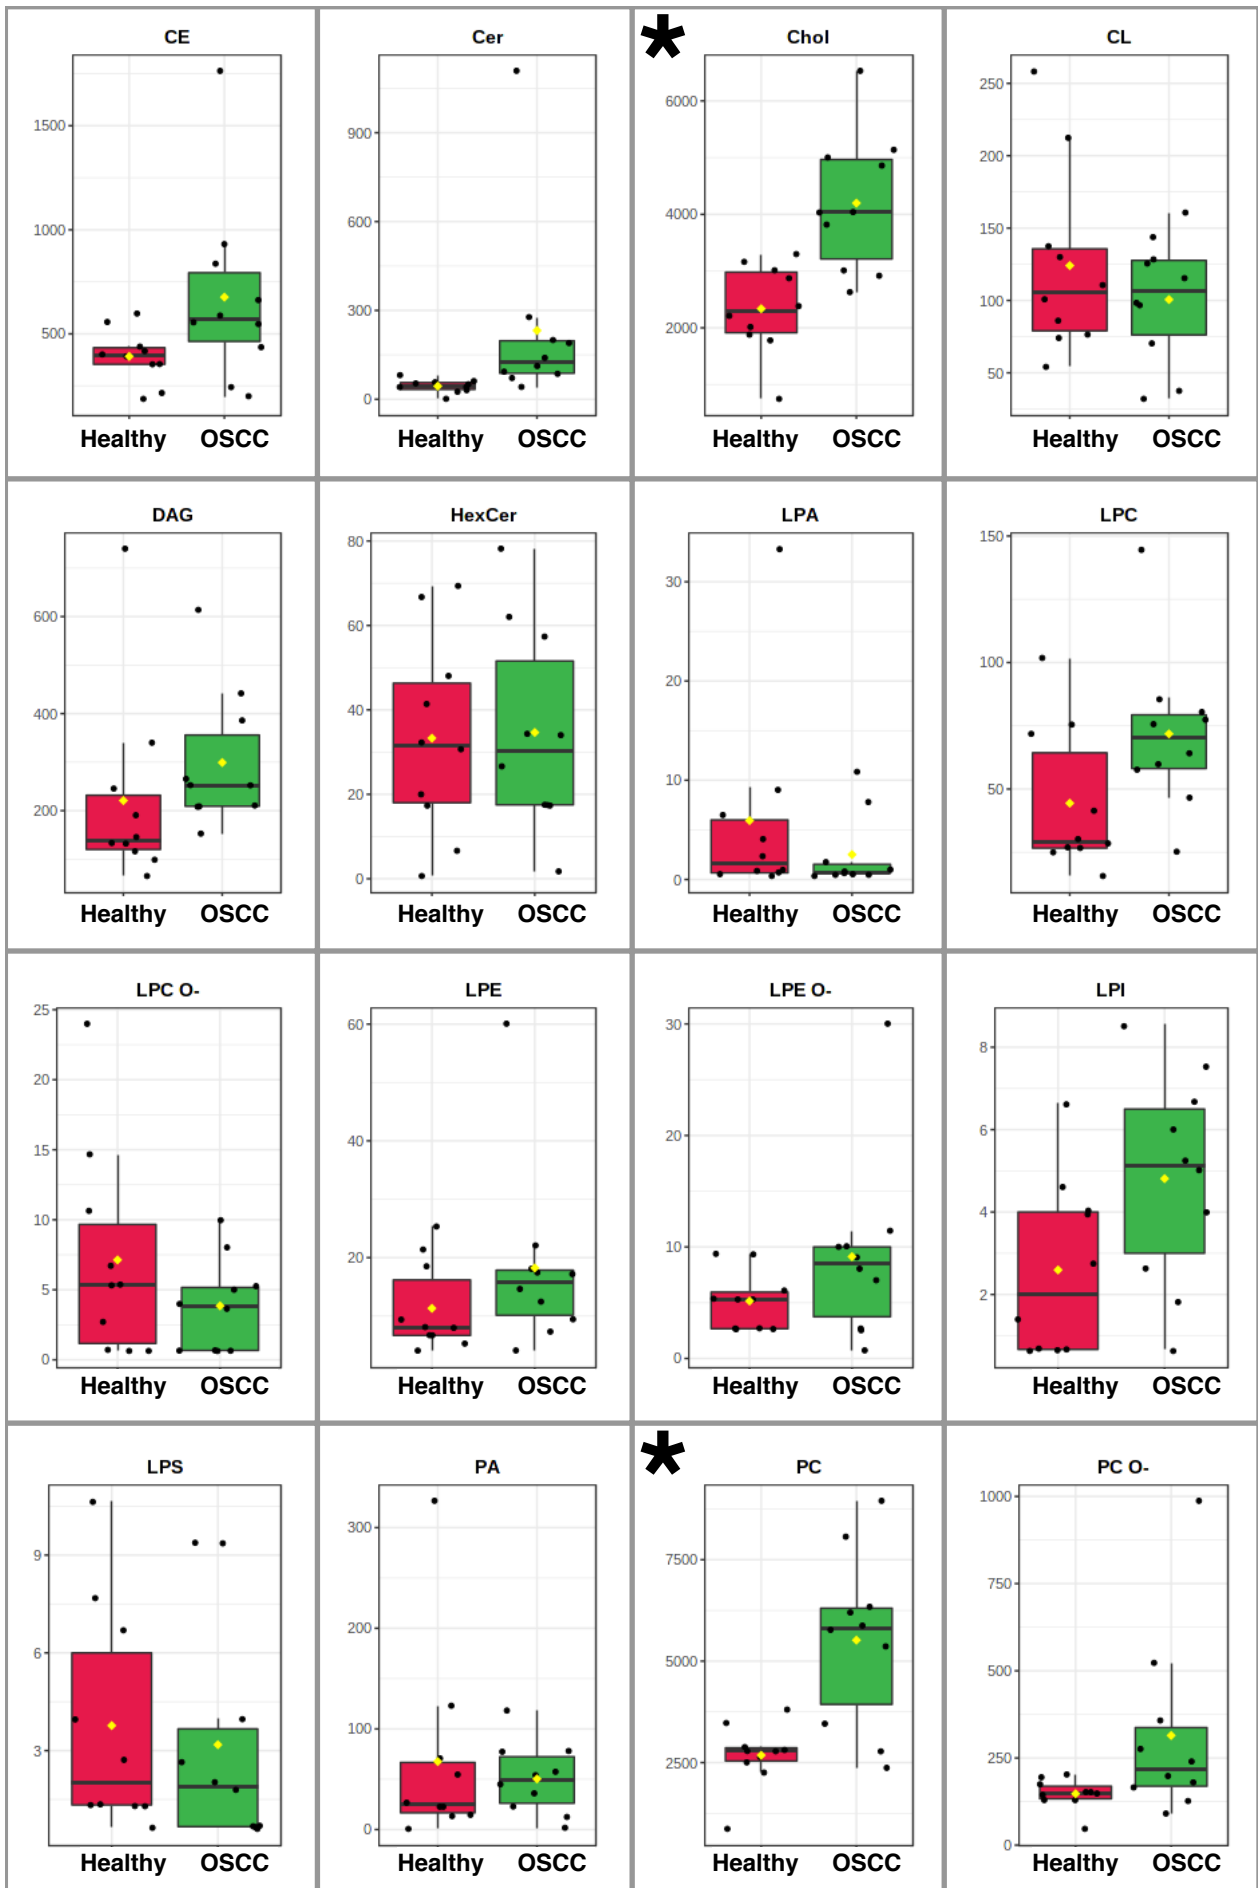 CE
1500
1000
500
Healthy OSCC
Cer
900
600
300
0
Healthy OSCC
*
Chol
6000
4000
2000
Healthy OSCC
CL
250
200
150
100
50
Healthy OSCC
DAG
600
400
200
Healthy OSCC
HexCer
80
60
40
20
0
Healthy OSCC
LPA
30
20
10
0
Healthy OSCC
LPC
150
100
50
Healthy OSCC
LPC O-
25
20
15
10
5
0
Healthy OSCC
LPE
60
40
20
Healthy OSCC
LPE O-
30
20
10
0
Healthy OSCC
LPI
8
6
4
2
Healthy OSCC
LPS
9
6
3
Healthy OSCC
PA
300
200
100
0
Healthy OSCC
*
PC
7500
5000
2500
Healthy OSCC
PC O-
1000
750
500
250
0
Healthy OSCC